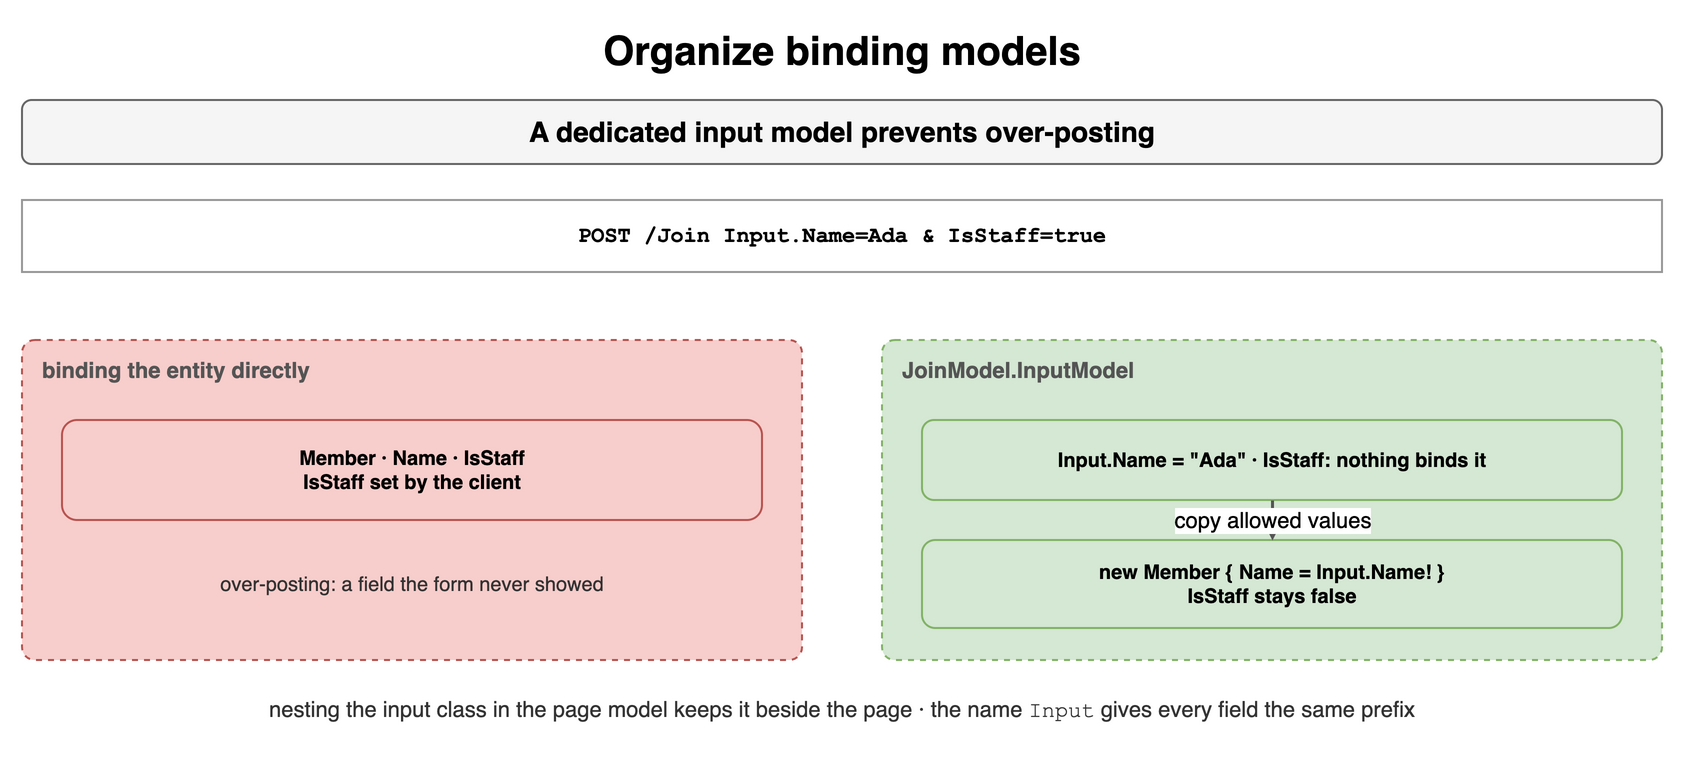 Organize binding models
A dedicated input model prevents over-posting
POST /Join Input.Name=Ada & IsStaff=true
binding the entity directly
Member · Name · IsStaff
IsStaff set by the client
over-posting: a field the form never showed
JoinModel.InputModel
Input.Name = "Ada" · IsStaff: nothing binds it
copy allowed values
new Member { Name = Input.Name! }
IsStaff stays false
nesting the input class in the page model keeps it beside the page · the name Input gives every field the same prefix